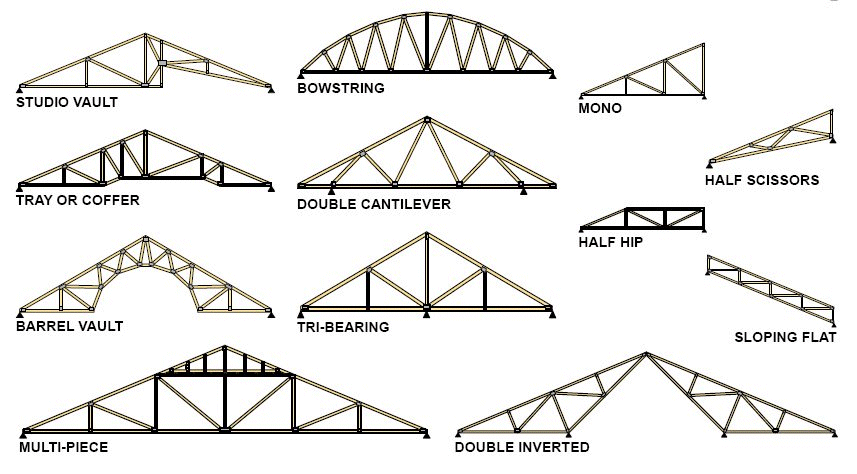 STUDIO VAULT
BOWSTRING
MONO
TRAY OR COFFER
DOUBLE CANTILEVER
HALF SCISSORS
HALF HIP
BARREL VAULT
TRI-BEARING
SLOPING FLAT
MULTI-PIECE
DOUBLE INVERTED